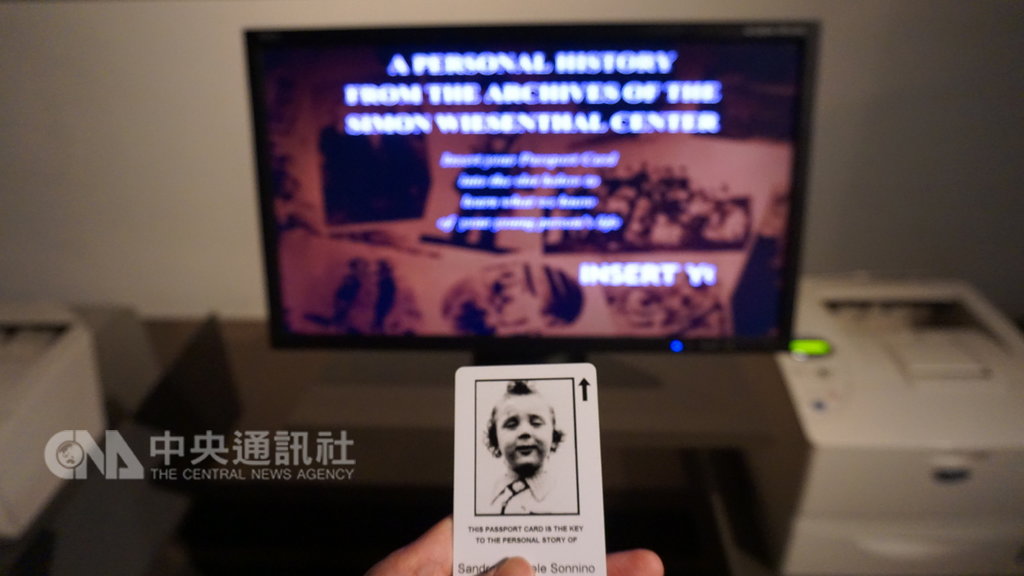 A PERSONAL HISTORY
FROM THE ARCHIVES OF THE
SIMON WIESENTHAL CENTER
Insert your Passport Card
into the slot below to
learn what we know
of your young person's life
INSERT
THIS PASSPORT CARD IS THE KEY
TO THE PERSONAL STORY OF
Sonnino
CNA 中央通訊社
THE CENTRAL NEWS AGENCY